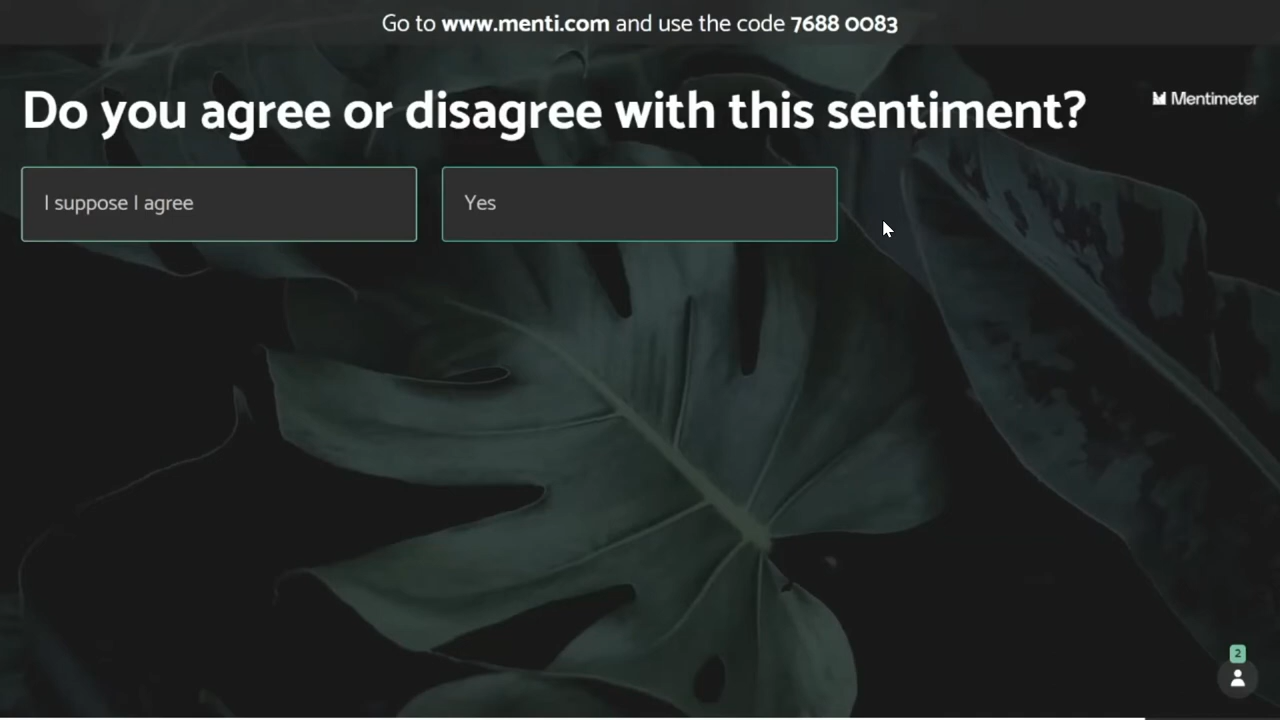 Go to www.menti.com and use the code 7688 0083
Do you agree or disagree with this sentiment?
Mentimeter
I suppose I agree
Yes
2